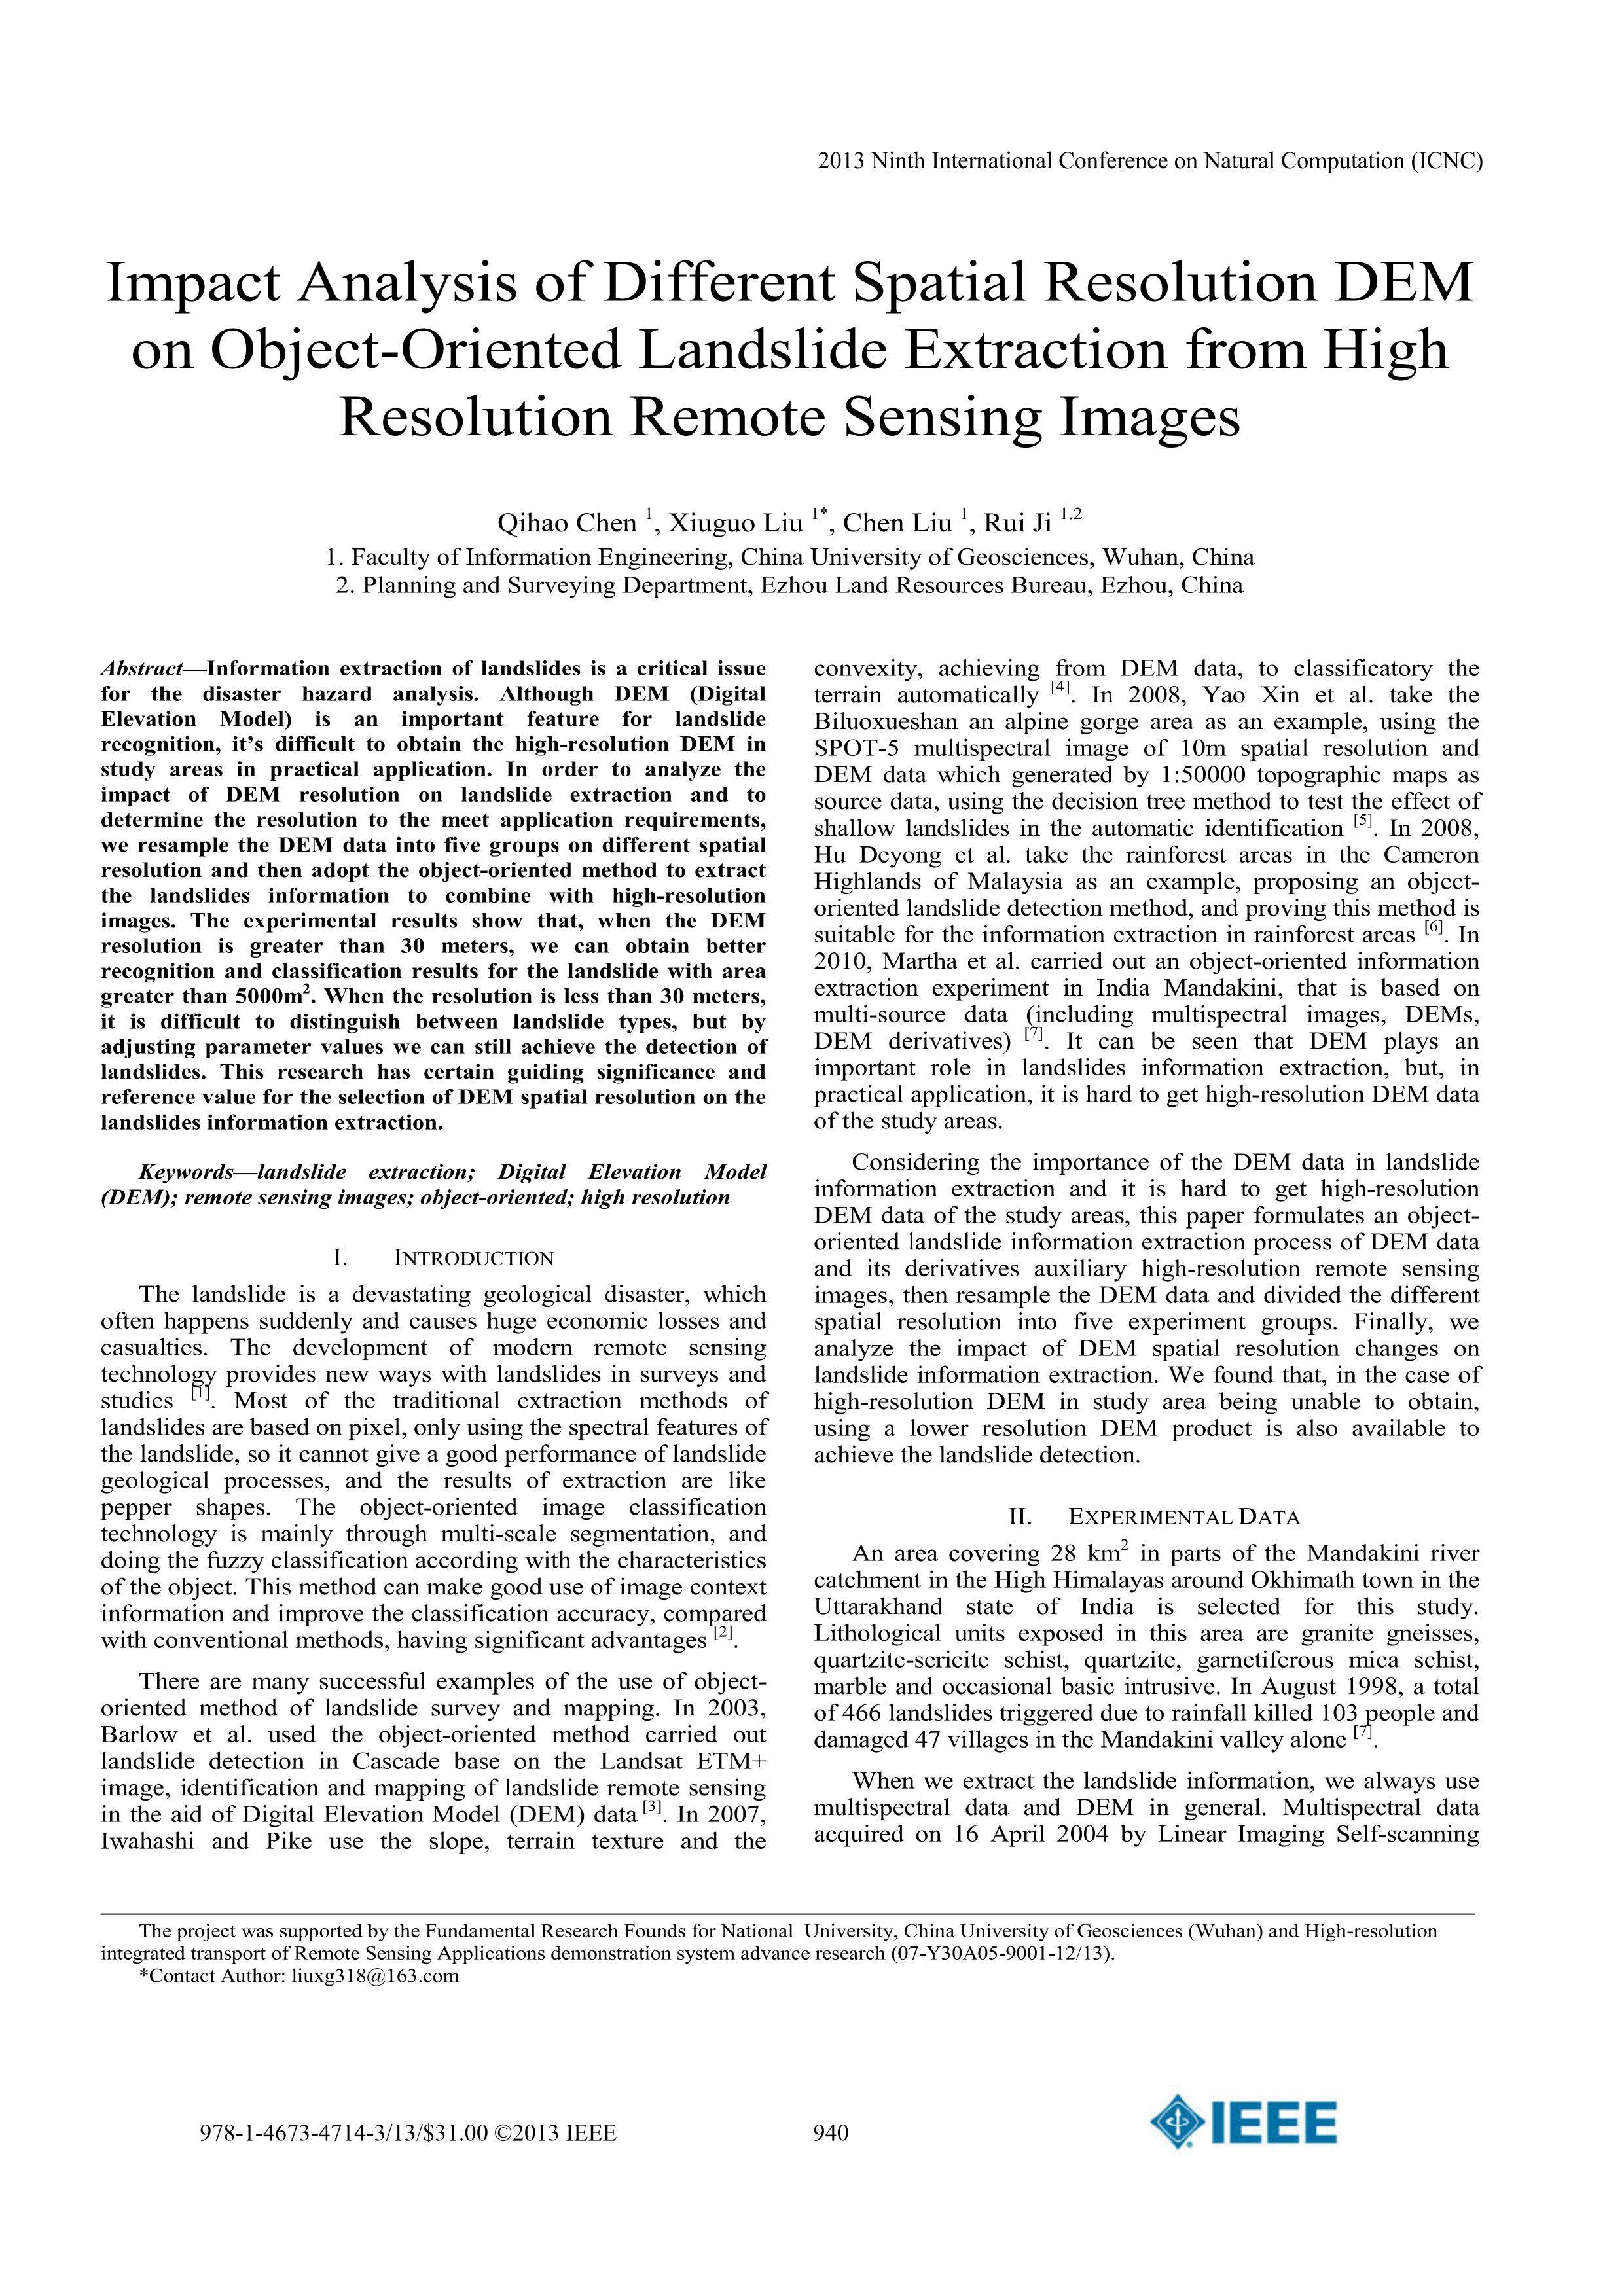 2013 Ninth International Conference on Natural Computation (ICNC)
Impact Analysis of Different Spatial Resolution DEM
on Object-Oriented Landslide Extraction from High
Resolution Remote Sensing Images
Qihao Chen 1, Xiuguo Liu 1*, Chen Liu 1, Rui Ji 1.2
1. Faculty of Information Engineering, China University of Geosciences, Wuhan, China
2. Planning and Surveying Department, Ezhou Land Resources Bureau, Ezhou, China
Abstract—Information extraction of landslides is a critical issue
for the disaster hazard analysis. Although DEM (Digital
Elevation Model) is an important feature for landslide
recognition, it's difficult to obtain the high-resolution DEM in
study areas in practical application. In order to analyze the
impact of DEM resolution on landslide extraction and to
determine the resolution to the meet application requirements,
we resample the DEM data into five groups on different spatial
resolution and then adopt the object-oriented method to extract
the landslides information to combine with high-resolution
images. The experimental results show that, when the DEM
resolution is greater than 30 meters, we can obtain better
recognition and classification results for the landslide with area
greater than 5000m2. When the resolution is less than 30 meters,
it is difficult to distinguish between landslide types, but by
adjusting parameter values we can still achieve the detection of
landslides. This research has certain guiding significance and
reference value for the selection of DEM spatial resolution on the
landslides information extraction.
Keywords—landslide extraction; Digital Elevation Model
(DEM); remote sensing images; object-oriented; high resolution
I. INTRODUCTION
The landslide is a devastating geological disaster, which
often happens suddenly and causes huge economic losses and
casualties. The development of modern remote sensing
technology provides new ways with landslides in surveys and
studies [1]. Most of the traditional extraction methods of
landslides are based on pixel, only using the spectral features of
the landslide, so it cannot give a good performance of landslide
geological processes, and the results of extraction are like
pepper shapes. The object-oriented image classification
technology is mainly through multi-scale segmentation, and
doing the fuzzy classification according with the characteristics
of the object. This method can make good use of image context
information and improve the classification accuracy, compared
with conventional methods, having significant advantages [2].
There are many successful examples of the use of object-
oriented method of landslide survey and mapping. In 2003,
Barlow et al. used the object-oriented method carried out
landslide detection in Cascade base on the Landsat ETM+
image, identification and mapping of landslide remote sensing
in the aid of Digital Elevation Model (DEM) data [3]. In 2007,
Iwahashi and Pike use the slope, terrain texture and the
convexity, achieving from DEM data, to classificatory the
terrain automatically [4]. In 2008, Yao Xin et al. take the
Biluoxueshan an alpine gorge area as an example, using the
SPOT-5 multispectral image of 10m spatial resolution and
DEM data which generated by 1:50000 topographic maps as
source data, using the decision tree method to test the effect of
shallow landslides in the automatic identification [5]. In 2008,
Hu Deyong et al. take the rainforest areas in the Cameron
Highlands of Malaysia as an example, proposing an object-
oriented landslide detection method, and proving this method is
suitable for the information extraction in rainforest areas [6]. In
2010, Martha et al. carried out an object-oriented information
extraction experiment in India Mandakini, that is based on
multi-source data (including multispectral images, DEMs,
DEM derivatives) [7]. It can be seen that DEM plays an
important role in landslides information extraction, but, in
practical application, it is hard to get high-resolution DEM data
of the study areas.
Considering the importance of the DEM data in landslide
information extraction and it is hard to get high-resolution
DEM data of the study areas, this paper formulates an object-
oriented landslide information extraction process of DEM data
and its derivatives auxiliary high-resolution remote sensing
images, then resample the DEM data and divided the different
spatial resolution into five experiment groups. Finally, we
analyze the impact of DEM spatial resolution changes on
landslide information extraction. We found that, in the case of
high-resolution DEM in study area being unable to obtain,
using a lower resolution DEM product is also available to
achieve the landslide detection.
II. EXPERIMENTAL DATA
An area covering 28 km2 in parts of the Mandakini river
catchment in the High Himalayas around Okhimath town in the
Uttarakhand state of India is selected for this study.
Lithological units exposed in this area are granite gneisses,
quartzite-sericite schist, quartzite, garnetiferous mica schist,
marble and occasional basic intrusive. In August 1998, a total
of 466 landslides triggered due to rainfall killed 103 people and
damaged 47 villages in the Mandakini valley alone [7].
When we extract the landslide information, we always use
multispectral data and DEM in general. Multispectral data
acquired on 16 April 2004 by Linear Imaging Self-scanning
The project was supported by the Fundamental Research Founds for National University, China University of Geosciences (Wuhan) and High-resolution
integrated transport of Remote Sensing Applications demonstration system advance research (07-Y30A05-9001-12/13).
*Contact Author: liuxg318@163.com
978-1-4673-4714-3/13/$31.00 ©2013 IEEE
940
IEEE